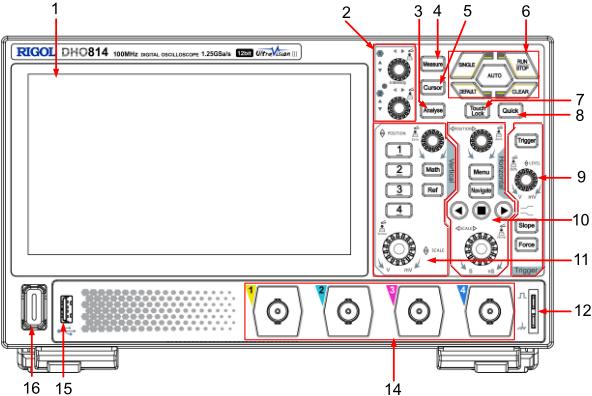 1
2
3
4
5
6
RIGOL DHO814 100MHz DIGITAL OSCILLOSCOPE 1.25GSa/s 12bit UltraVision III
Measure
SINGLE
RUN
STOP
AUTO
Cursor
DEFAULT
CLEAR
Analyse
Touch
Lock
Quick
7
8
POSITION
POSITION
Trigger
1
Vertical
Horizontal
LEVEL
2
Math
Menu
9
3
Ref
Navigate
V mV
4
10
Slope
SCALE
SCALE
Force
11
V mV
S nS
Trigger
1
2
3
4
12
16
15
14